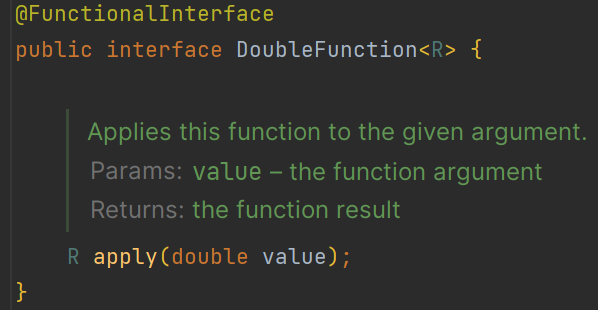 @FunctionalInterface
public interface DoubleFunction<R> {
Applies this function to the given argument.
Params: value – the function argument
Returns: the function result
R apply(double value);
}